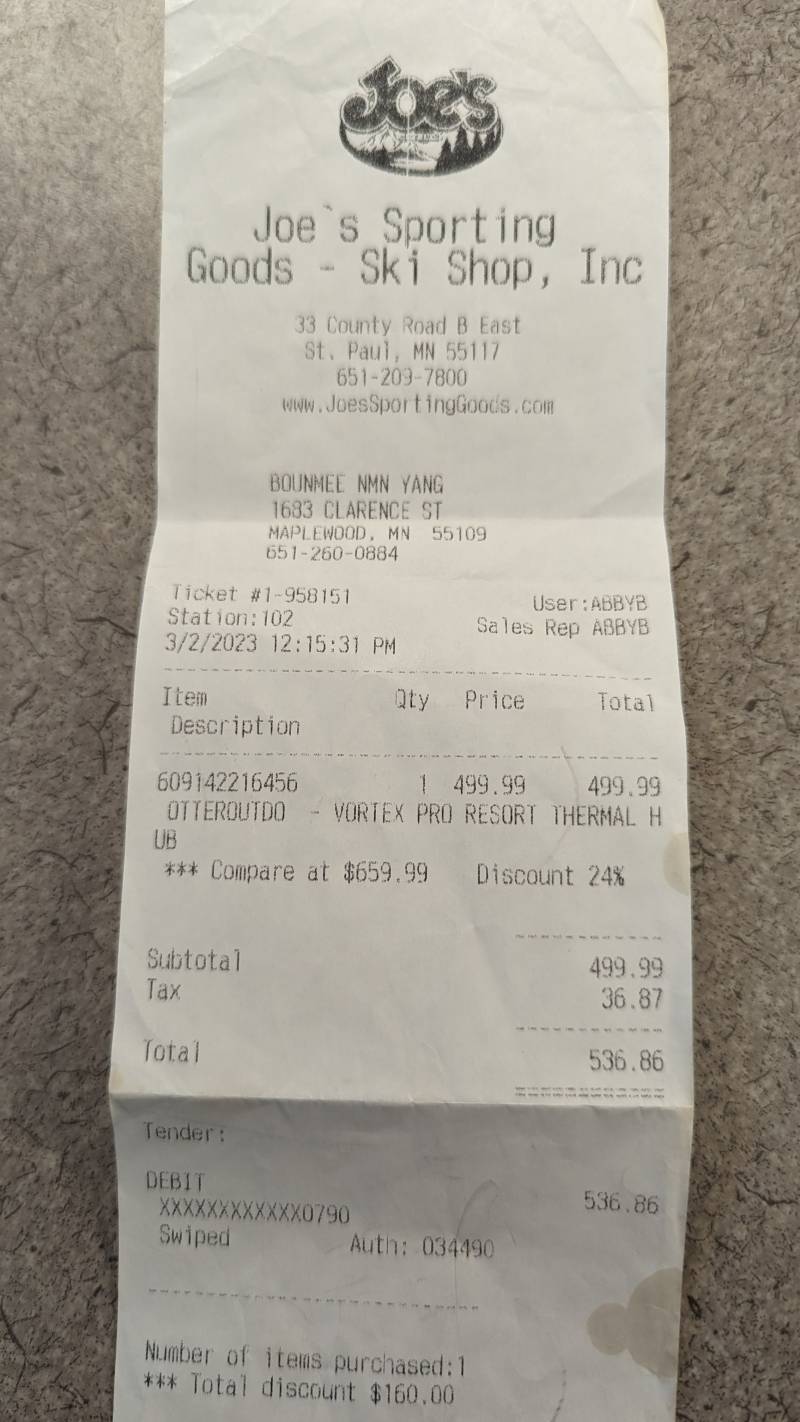 Joe's
Joe`s Sporting
Goods - Ski Shop, Inc
33 County Road B East
St. Paul, MN 55117
651-209-7800
www.JoesSportingGoods.com
BOUNMEE NMN YANG
1683 CLARENCE ST
MAPLEWOOD, MN 55109
651-260-0884
Ticket #1-958151
User:ABBYB
Station:102
Sales Rep ABBYB
3/2/2023 12:15:31 PM
Item Qty Price Total
Description
609142216456 1 499.99 499.99
OTTEROUTDO - VORTEX PRO RESORT THERMAL H
UB
*** Compare at $659.99 Discount 24%
Subtotal 499.99
Tax 36.87
Total 536.86
Tender:
DEBIT 536.86
XXXXXXXXXXXX0790
Swiped Auth: 034490
Number of items purchased:1
*** Total discount $160.00